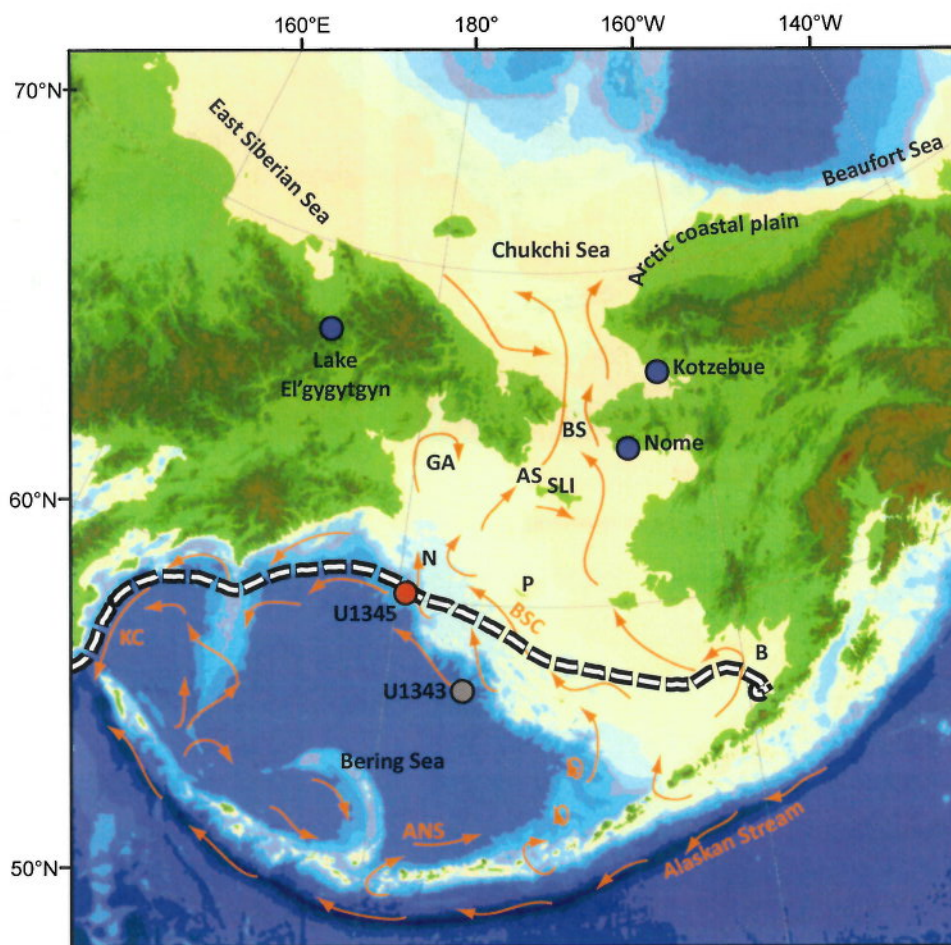 160°E
180°
160°W
140°W
70°N
60°N
50°N
East Siberian Sea
Beaufort Sea
Chukchi Sea
Arctic coastal plain
Lake
El'gygytgyn
Kotzebue
BS
Nome
GA
AS
SLI
N
P
U1345
BSC
KC
B
U1343
Bering Sea
ANS
Alaskan Stream